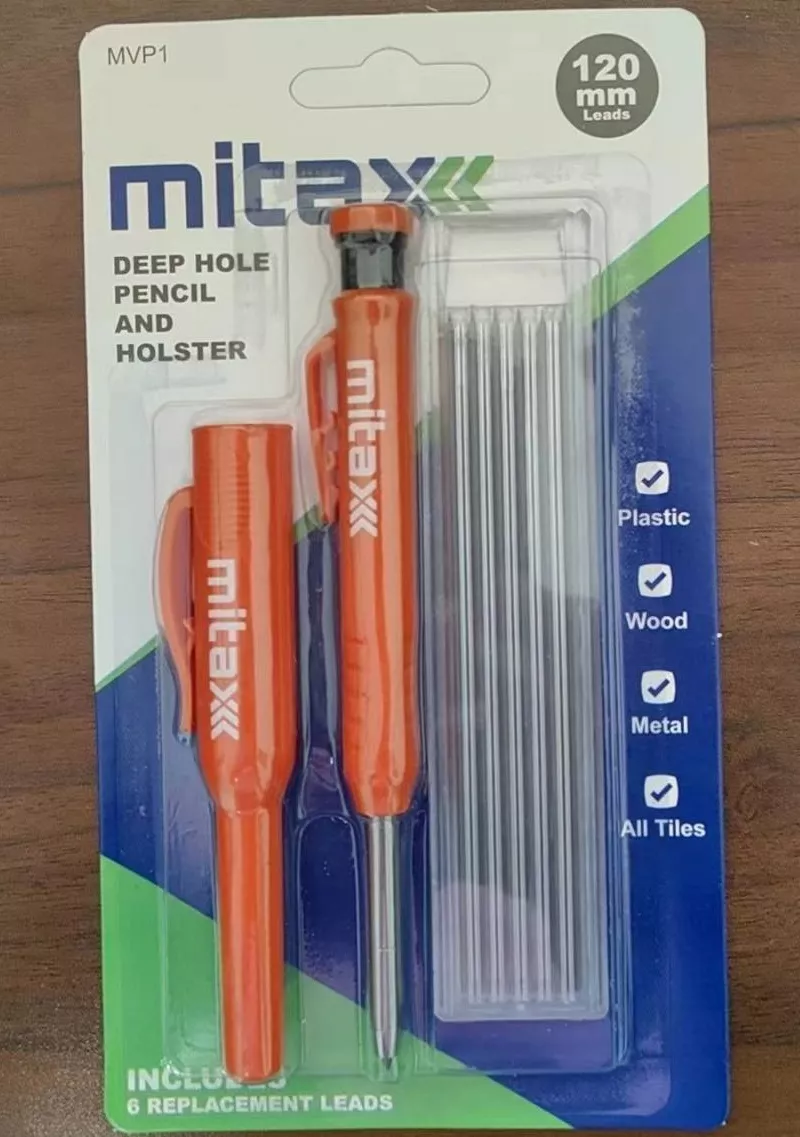 MVP1
120
mm
Leads
mitax
DEEP HOLE
PENCIL
AND
HOLSTER
mitax
mitax
Plastic
Wood
Metal
All Tiles
INCLUDES
6 REPLACEMENT LEADS